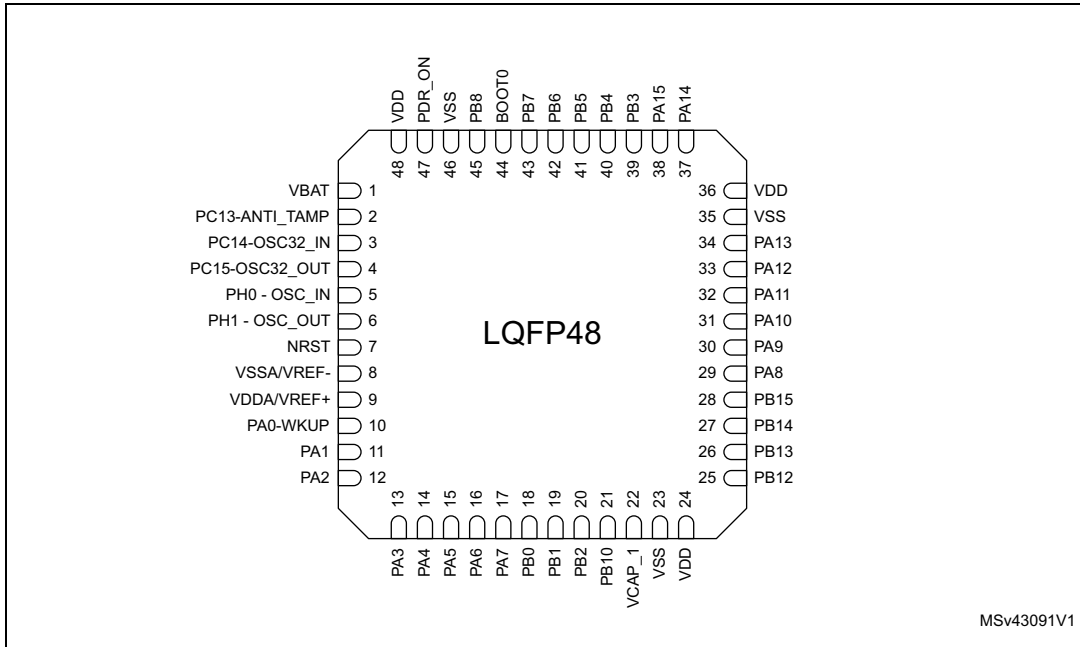 VDD
PDR_ON
VSS
PB8
BOOT0
PB7
PB6
PB5
PB4
PB3
PA15
PA14
48
47
46
45
44
43
42
41
40
39
38
37
VBAT 1
PC13-ANTI_TAMP 2
PC14-OSC32_IN 3
PC15-OSC32_OUT 4
PH0 - OSC_IN 5
PH1 - OSC_OUT 6
NRST 7
VSSA/VREF- 8
VDDA/VREF+ 9
PA0-WKUP 10
PA1 11
PA2 12
LQFP48
36 VDD
35 VSS
34 PA13
33 PA12
32 PA11
31 PA10
30 PA9
29 PA8
28 PB15
27 PB14
26 PB13
25 PB12
13
14
15
16
17
18
19
20
21
22
23
24
PA3
PA4
PA5
PA6
PA7
PB0
PB1
PB2
PB10
VCAP_1
VSS
VDD
MSv43091V1